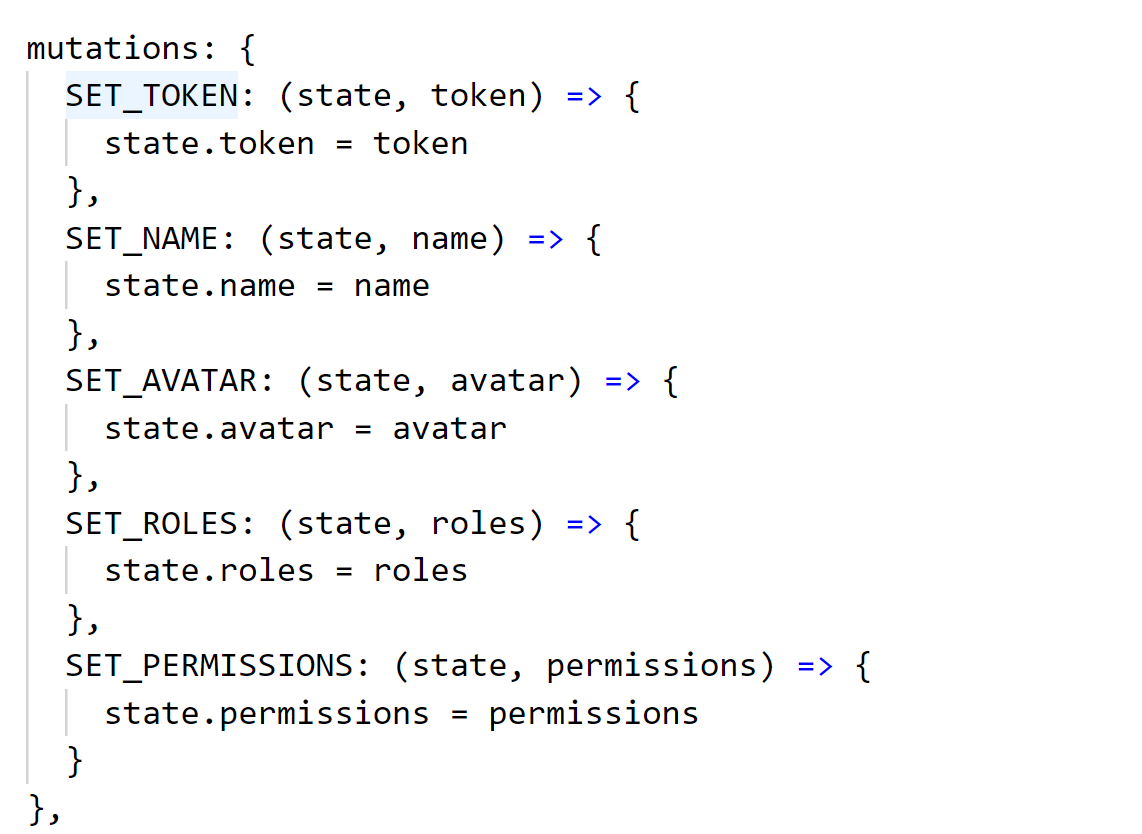 mutations: {
  SET_TOKEN: (state, token) => {
    state.token = token
  },
  SET_NAME: (state, name) => {
    state.name = name
  },
  SET_AVATAR: (state, avatar) => {
    state.avatar = avatar
  },
  SET_ROLES: (state, roles) => {
    state.roles = roles
  },
  SET_PERMISSIONS: (state, permissions) => {
    state.permissions = permissions
  }
},